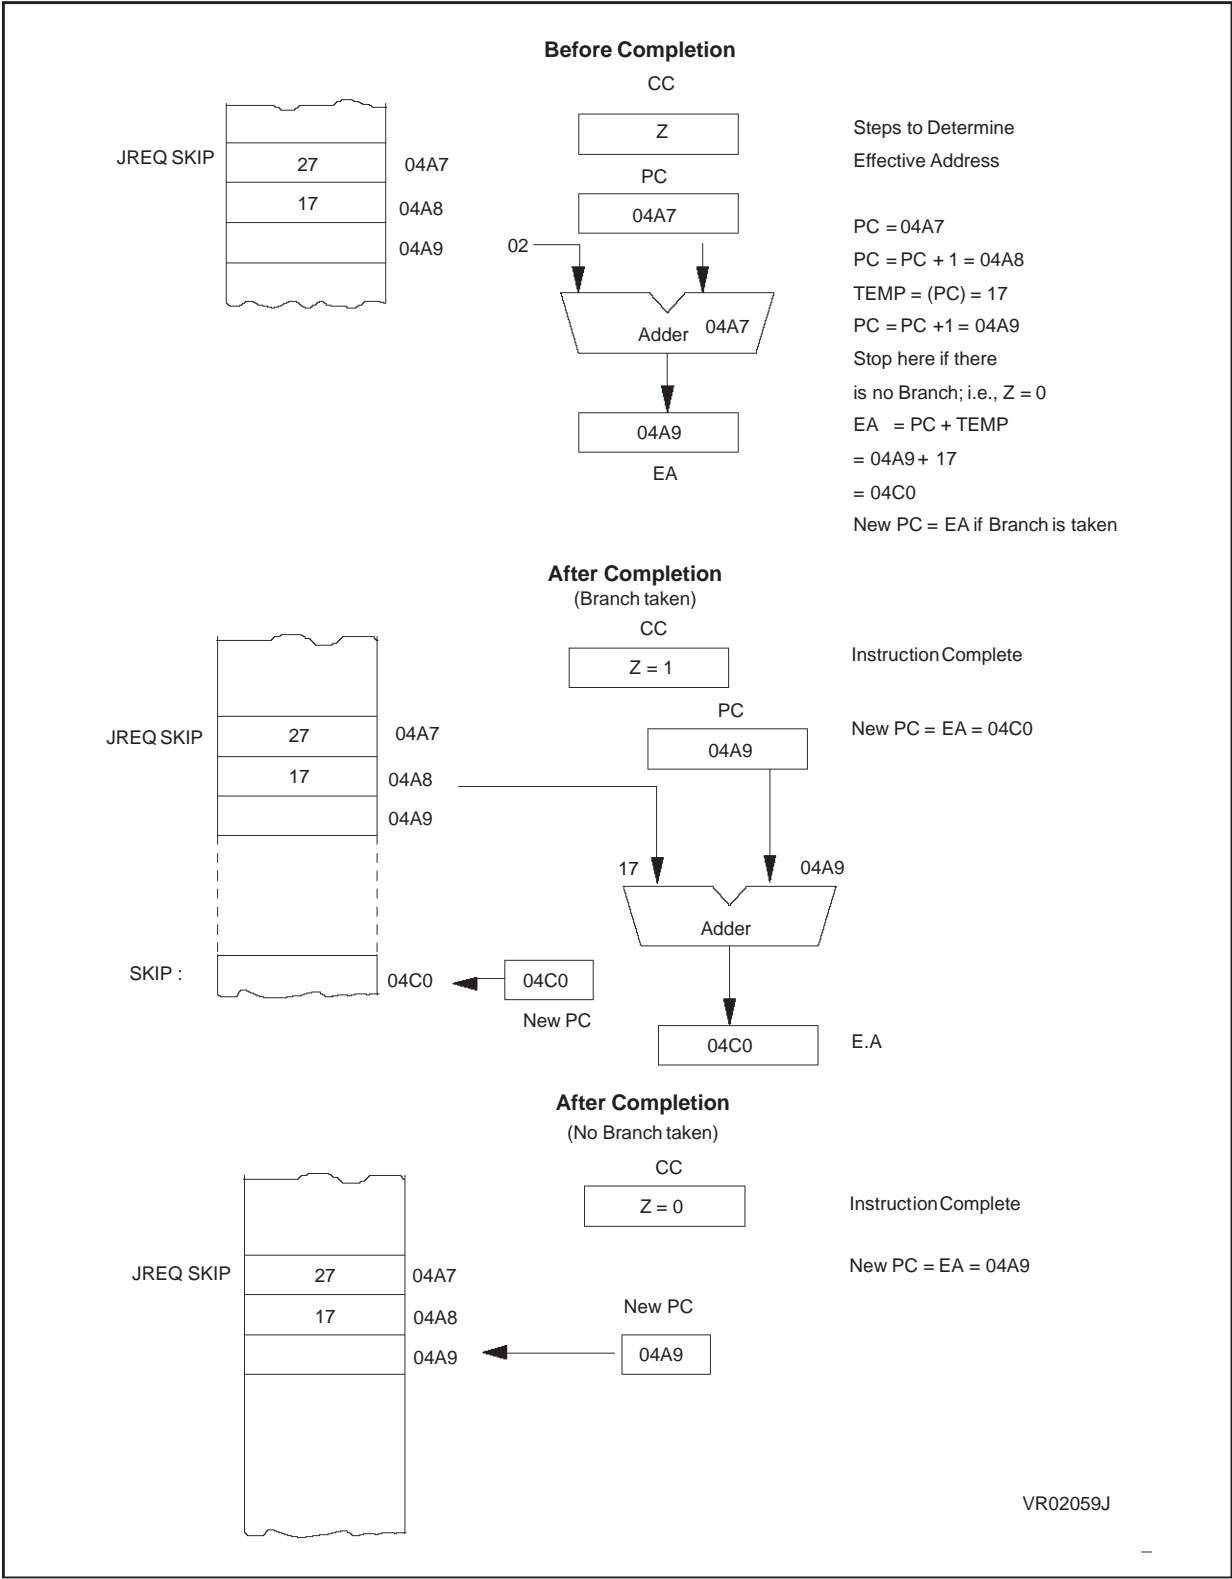 Before Completion
CC
Z
Steps to Determine
JREQ SKIP
27
04A7
Effective Address
PC
17
04A8
04A7
PC = 04A7
02
04A9
PC = PC + 1 = 04A8
TEMP = (PC) = 17
Adder
04A7
PC = PC +1 = 04A9
Stop here if there
is no Branch; i.e., Z = 0
04A9
EA = PC + TEMP
= 04A9 + 17
EA
= 04C0
New PC = EA if Branch is taken
After Completion
(Branch taken)
CC
Z = 1
Instruction Complete
PC
JREQ SKIP
27
04A7
New PC = EA = 04C0
04A9
17
04A8
04A9
17
04A9
Adder
SKIP :
04C0
04C0
New PC
04C0
E.A
After Completion
(No Branch taken)
CC
Z = 0
Instruction Complete
JREQ SKIP
27
04A7
New PC = EA = 04A9
17
04A8
New PC
04A9
04A9
VR02059J